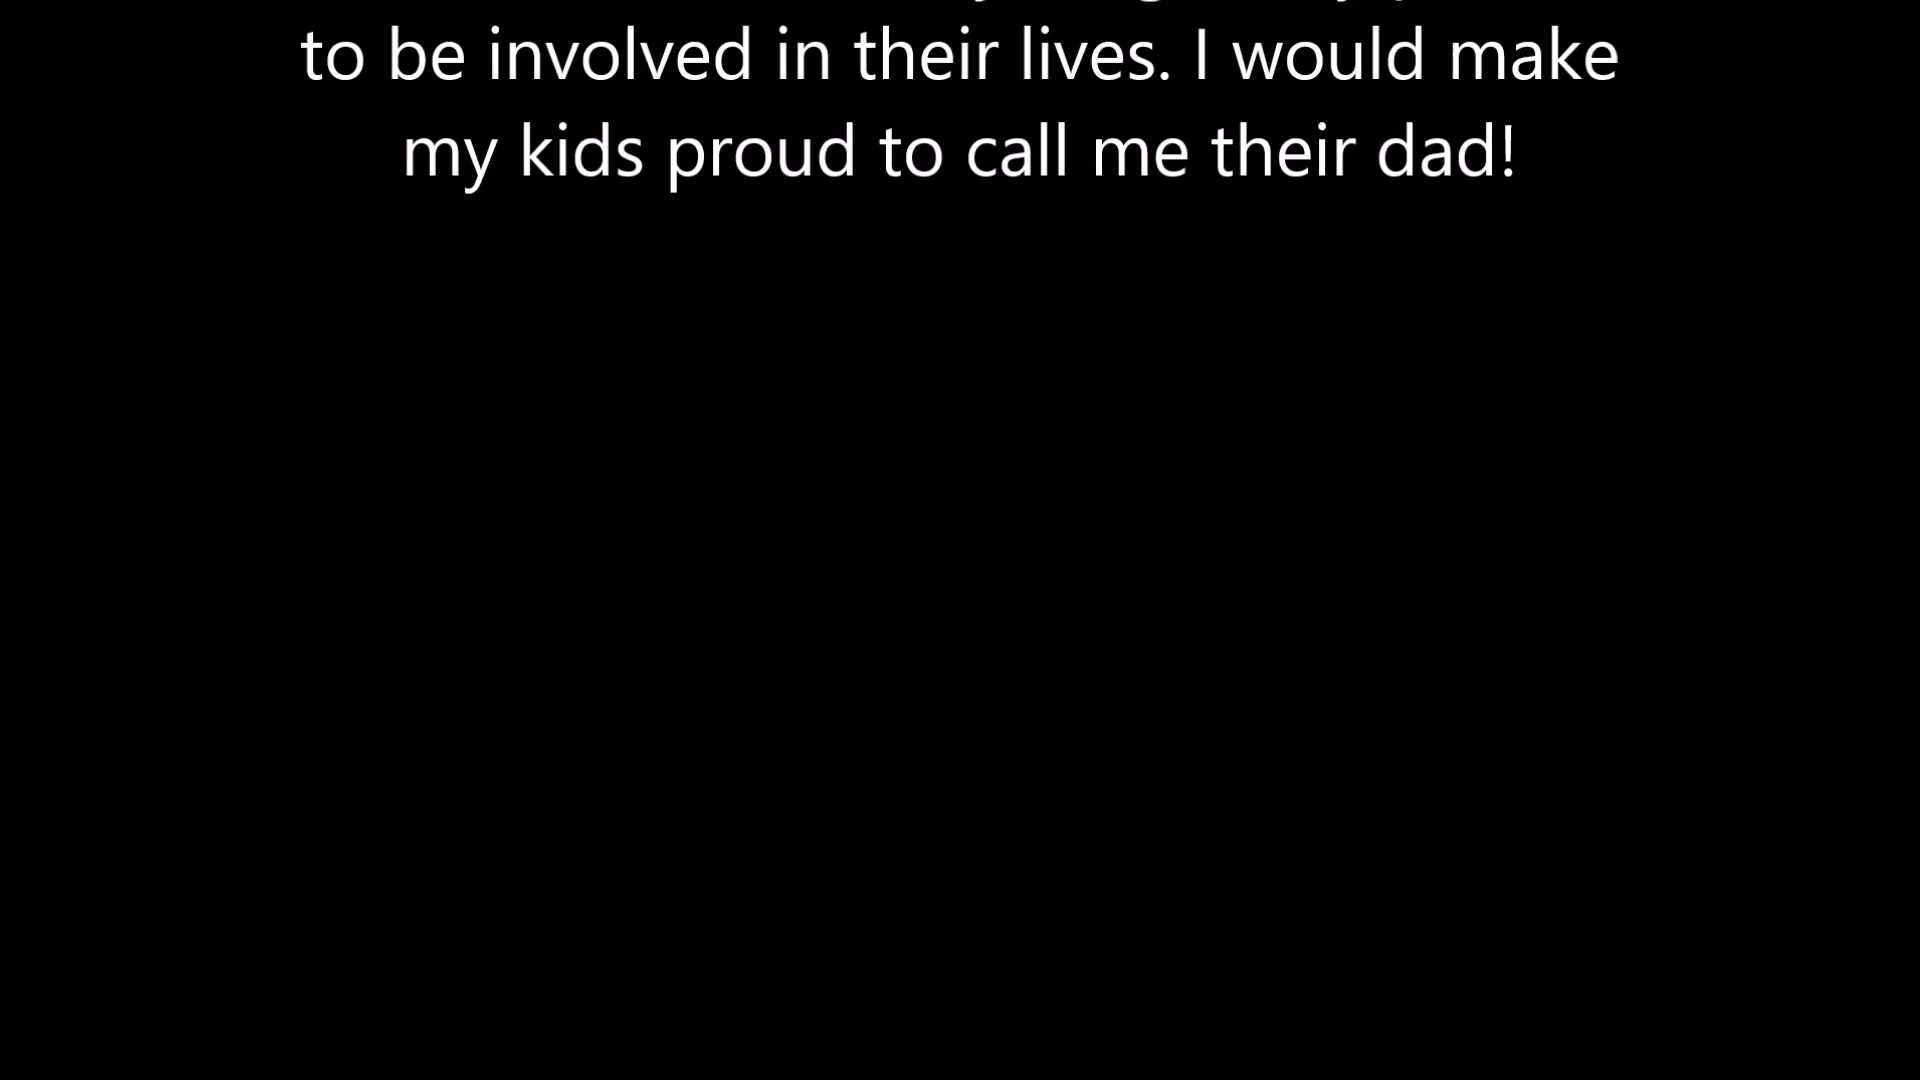 to be involved in their lives. I would make
my kids proud to call me their dad!